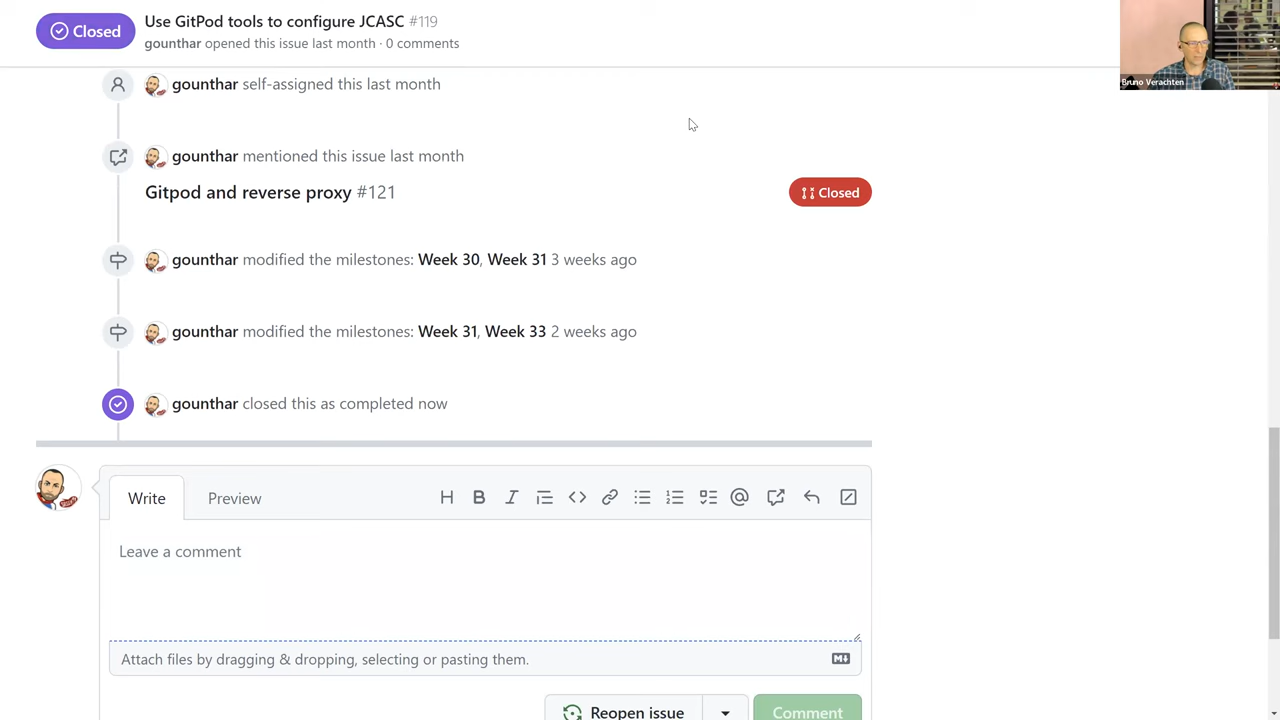 Closed
Use GitPod tools to configure JCASC #119
gounthar opened this issue last month · 0 comments
Bruno Verachten
gounthar self-assigned this last month
gounthar mentioned this issue last month
Gitpod and reverse proxy #121
Closed
gounthar modified the milestones: Week 30, Week 31 3 weeks ago
gounthar modified the milestones: Week 31, Week 33 2 weeks ago
gounthar closed this as completed now
Write
Preview
Leave a comment
Attach files by dragging & dropping, selecting or pasting them.
Reopen issue
Comment